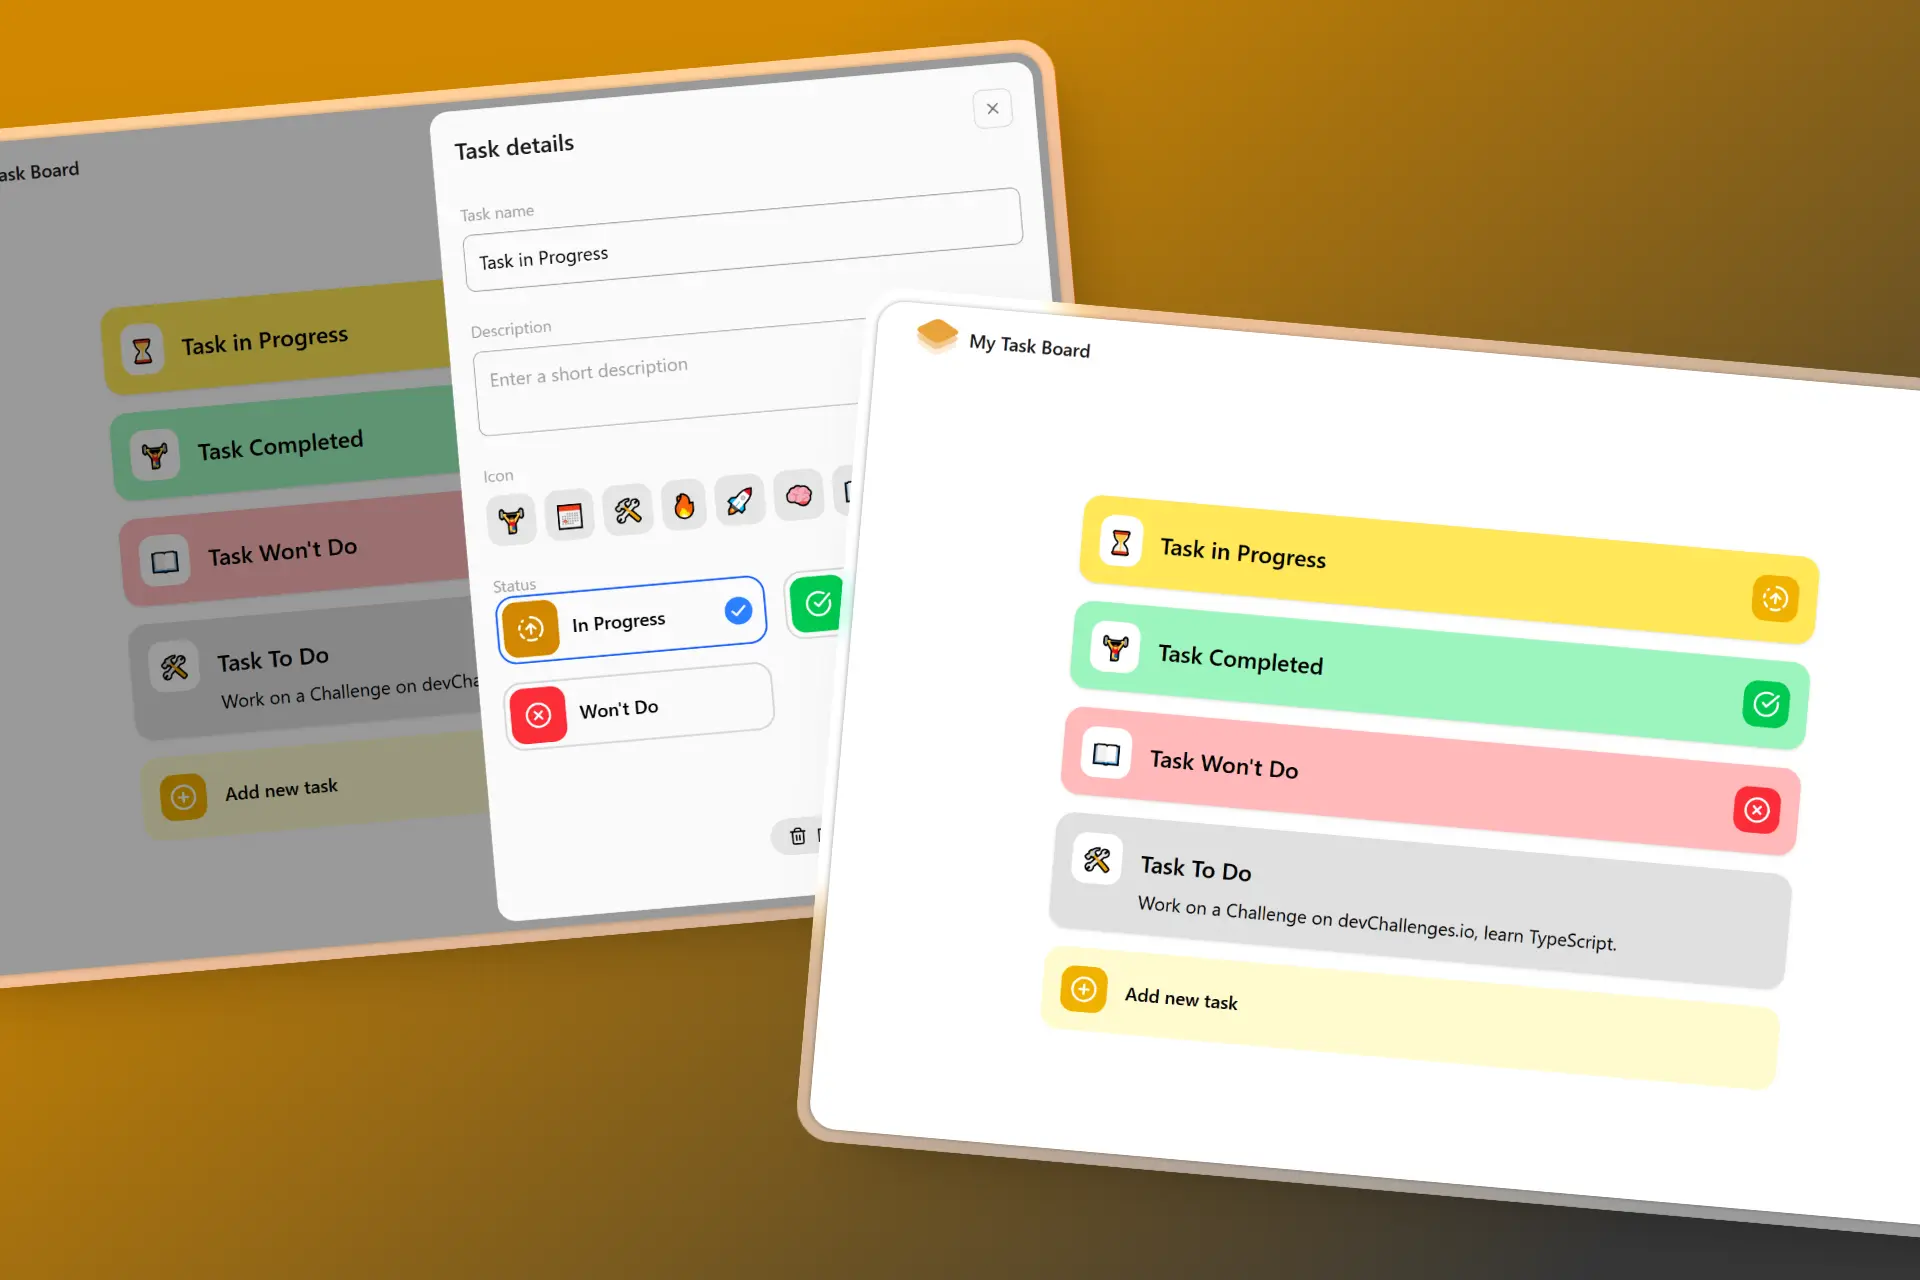 ask Board
Task in Progress
Task Completed
Task Won't Do
Task To Do
Work on a Challenge on devCha
Add new task
Task details
Task name
Task in Progress
Description
Enter a short description
Icon
Status
In Progress
Won't Do
My Task Board
Task in Progress
Task Completed
Task Won't Do
Task To Do
Work on a Challenge on devChallenges.io, learn TypeScript.
Add new task